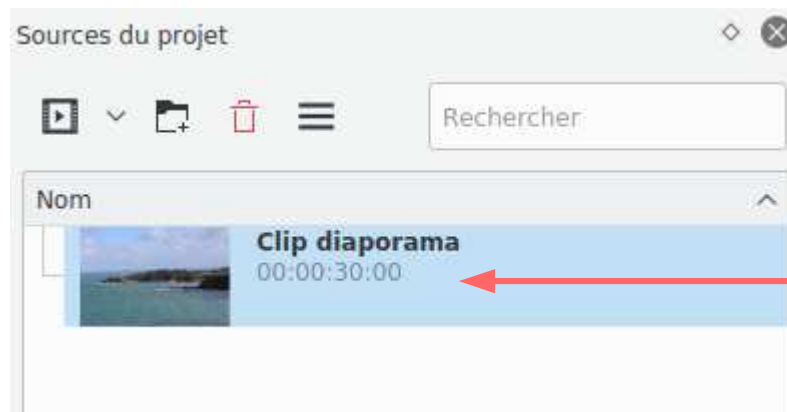 Sources du projet
Rechercher
Nom
Clip diaporama
00:00:30:00